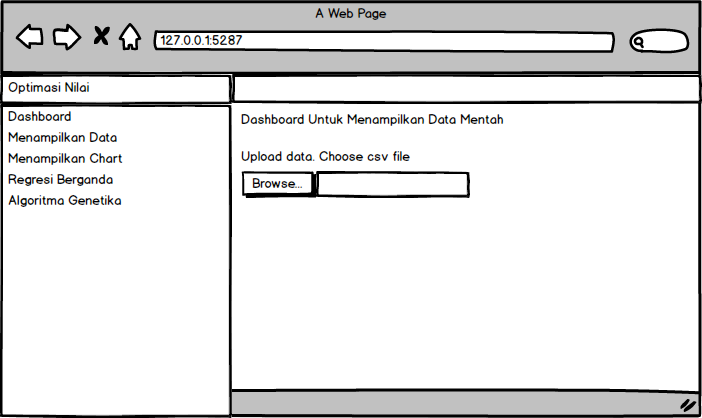 A Web Page
127.0.0.1:5287
Optimasi Nilai
Dashboard
Menampilkan Data
Menampilkan Chart
Regresi Berganda
Algoritma Genetika
Dashboard Untuk Menampilkan Data Mentah
Upload data. Choose csv file
Browse...